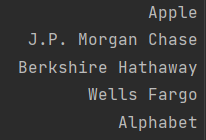 Apple
J.P. Morgan Chase
Berkshire Hathaway
Wells Fargo
Alphabet